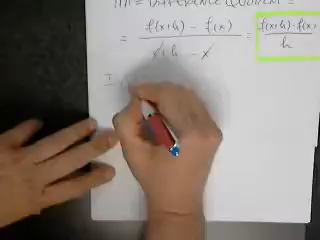 = DIFFERENCE QUOTIENT =
= f(x+h) - f(x) / x+h - x = f(x+h)-f(x) / h
I